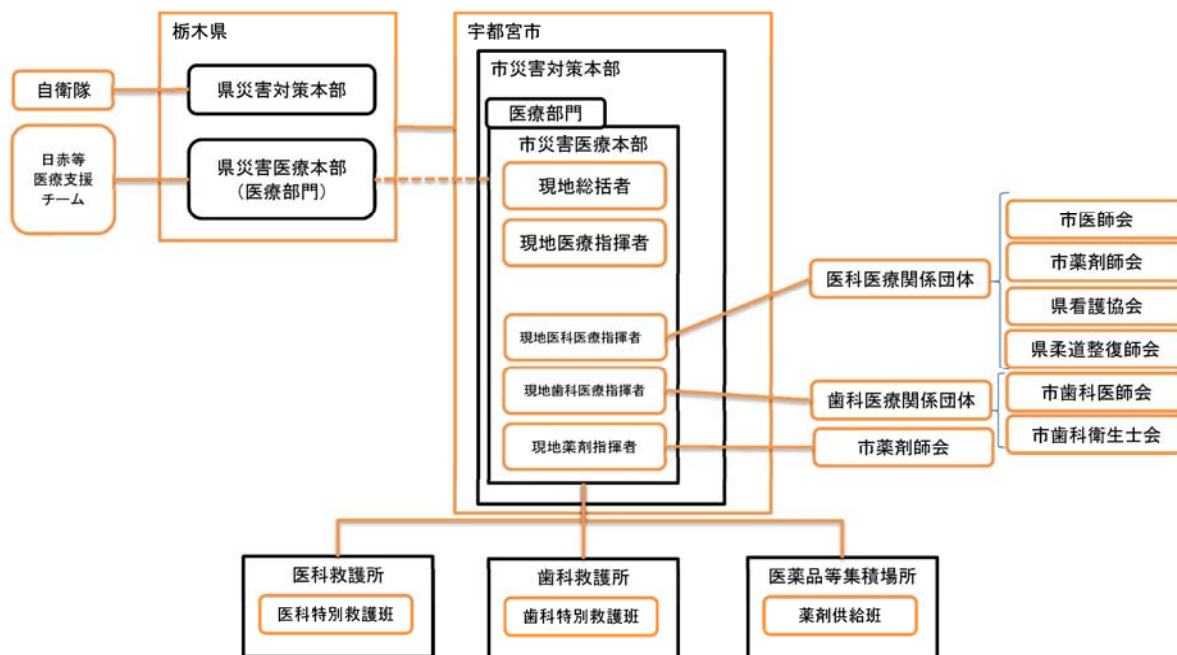 栃木県
自衛隊
県災害対策本部
日赤等
医療支援
チーム
県災害医療本部
（医療部門）
宇都宮市
市災害対策本部
医療部門
市災害医療本部
現地総括者
現地医療指揮者
現地医科医療指揮者
現地歯科医療指揮者
現地薬剤指揮者
医科医療関係団体
市医師会
市薬剤師会
県看護協会
県柔道整復師会
歯科医療関係団体
市歯科医師会
市歯科衛生士会
市薬剤師会
医科救護所
医科特別救護班
歯科救護所
歯科特別救護班
医薬品等集積場所
薬剤供給班